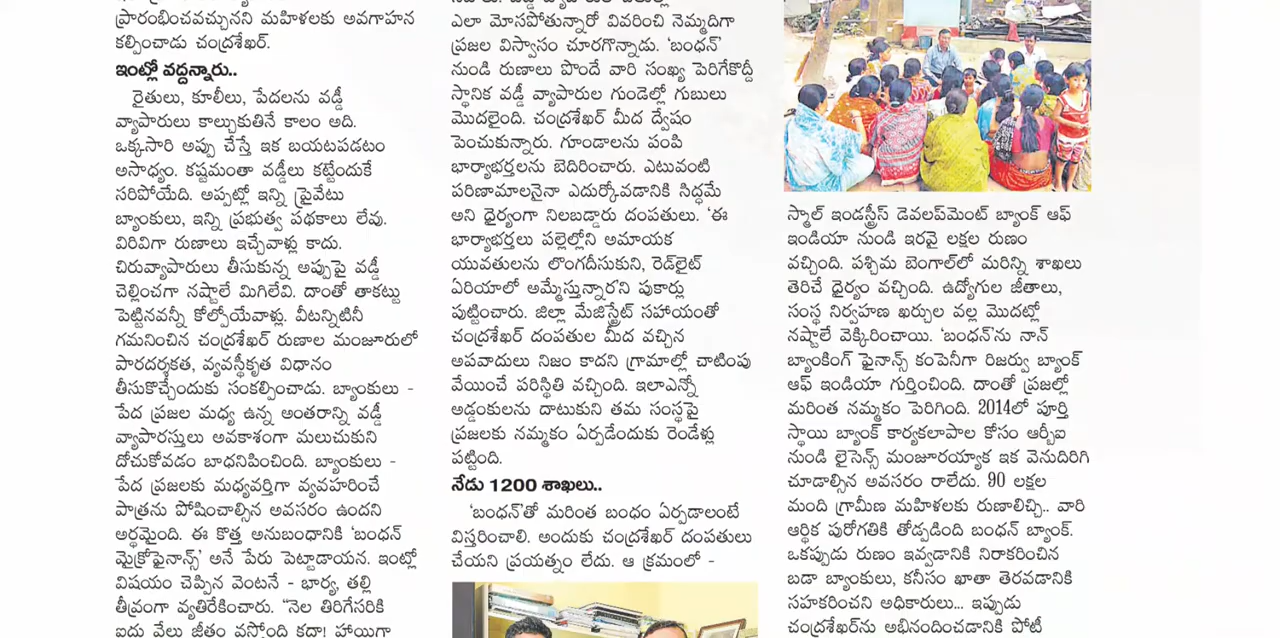 ప్రారంభించవచ్చునని మహిళలకు అవగాహన
కల్పించాడు చంద్రశేఖర్.
ఇంట్లో వద్దన్నారు..
రైతులు, కూలీలు, పేదలను వడ్డీ
వ్యాపారులు కాల్చుకుతినే కాలం అది.
ఒక్కసారి అప్పు చేస్తే ఇక బయటపడటం
అసాధ్యం. కష్టమంతా వడ్డీలు కట్టేందుకే
సరిపోయేది. అప్పట్లో ఇన్ని ప్రైవేటు
బ్యాంకులు, ఇన్ని ప్రభుత్వ పథకాలు లేవు.
విరివిగా రుణాలు ఇచ్చేవాళ్లు కాదు.
చిరువ్యాపారులు తీసుకున్న అప్పుపై వడ్డీ
చెల్లించగా నష్టాలే మిగిలేవి. దాంతో తాకట్టు
పెట్టినవన్నీ కోల్పోయేవాళ్లు. వీటన్నిటినీ
గమనించిన చంద్రశేఖర్ రుణాల మంజూరులో
పారదర్శకత, వ్యవస్థీకృత విధానం
తీసుకొచ్చేందుకు సంకల్పించాడు. బ్యాంకులు -
పేద ప్రజల మధ్య ఉన్న అంతరాన్ని వడ్డీ
వ్యాపారస్తులు అవకాశంగా మలుచుకుని
దోచుకోవడం బాధనిపించింది. బ్యాంకులు -
పేద ప్రజలకు మధ్యవర్తిగా వ్యవహరించే
పాత్రను పోషించాల్సిన అవసరం ఉందని
అర్థమైంది. ఈ కొత్త అనుబంధానికి ‘బంధన్
మైక్రోఫైనాన్స్’ అనే పేరు పెట్టాడాయన. ఇంట్లో
విషయం చెప్పిన వెంటనే - భార్య, తల్లి
తీవ్రంగా వ్యతిరేకించారు. “నెల తిరిగేసరికి
ఐదు వేలు జీతం వస్తోంది కదా! హాయిగా
ఎలా మోసపోతున్నారో వివరించి నెమ్మదిగా
ప్రజల విస్వాసం చూరగొన్నాడు. ‘బంధన్’
నుండి రుణాలు పొందే వారి సంఖ్య పెరిగేకొద్దీ
స్థానిక వడ్డీ వ్యాపారుల గుండెల్లో గుబులు
మొదలైంది. చంద్రశేఖర్ మీద ద్వేషం
పెంచుకున్నారు. గూండాలను పంపి
భార్యాభర్తలను బెదిరించారు. ఎటువంటి
పరిణామాలనైనా ఎదుర్కోవడానికి సిద్ధమే
అని ధైర్యంగా నిలబడ్డారు దంపతులు. ‘ఈ
భార్యాభర్తలు పల్లెల్లోని అమాయక
యువతులను లొంగదీసుకుని, రెడ్‌లైట్
ఏరియాలో అమ్మేస్తున్నార’ని పుకార్లు
పుట్టించారు. జిల్లా మేజిస్ట్రేట్ సహాయంతో
చంద్రశేఖర్ దంపతుల మీద వచ్చిన
అపవాదులు నిజం కాదని గ్రామాల్లో చాటింపు
వేయించే పరిస్థితి వచ్చింది. ఇలాఎన్నో
అడ్డంకులను దాటుకుని తమ సంస్థపై
ప్రజలకు నమ్మకం ఏర్పడేందుకు రెండేళ్లు
పట్టింది.
నేడు 1200 శాఖలు..
‘బంధన్’తో మరింత బంధం ఏర్పడాలంటే
విస్తరించాలి. అందుకు చంద్రశేఖర్ దంపతులు
చేయని ప్రయత్నం లేదు. ఆ క్రమంలో -
స్మాల్ ఇండస్ట్రీస్ డెవలప్‌మెంట్ బ్యాంక్ ఆఫ్
ఇండియా నుండి ఇరవై లక్షల రుణం
వచ్చింది. పశ్చిమ బెంగాల్‌లో మరిన్ని శాఖలు
తెరిచే ధైర్యం వచ్చింది. ఉద్యోగుల జీతాలు,
సంస్థ నిర్వహణ ఖర్చుల వల్ల మొదట్లో
నష్టాలే వెక్కిరించాయి. ‘బంధన్’ను నాన్
బ్యాంకింగ్ ఫైనాన్స్ కంపెనీగా రిజర్వు బ్యాంక్
ఆఫ్ ఇండియా గుర్తించింది. దాంతో ప్రజల్లో
మరింత నమ్మకం పెరిగింది. 2014లో పూర్తి
స్థాయి బ్యాంక్ కార్యకలాపాల కోసం ఆర్బీఐ
నుండి లైసెన్స్ మంజూరయ్యాక ఇక వెనుదిరిగి
చూడాల్సిన అవసరం రాలేదు. 90 లక్షల
మంది గ్రామీణ మహిళలకు రుణాలిచ్చి.. వారి
ఆర్థిక పురోగతికి తోడ్పడింది బంధన్ బ్యాంక్.
ఒకప్పుడు రుణం ఇవ్వడానికి నిరాకరించిన
బడా బ్యాంకులు, కనీసం ఖాతా తెరవడానికి
సహకరించని అధికారులు... ఇప్పుడు
చంద్రశేఖర్‌ను అభినందించడానికి పోటీ